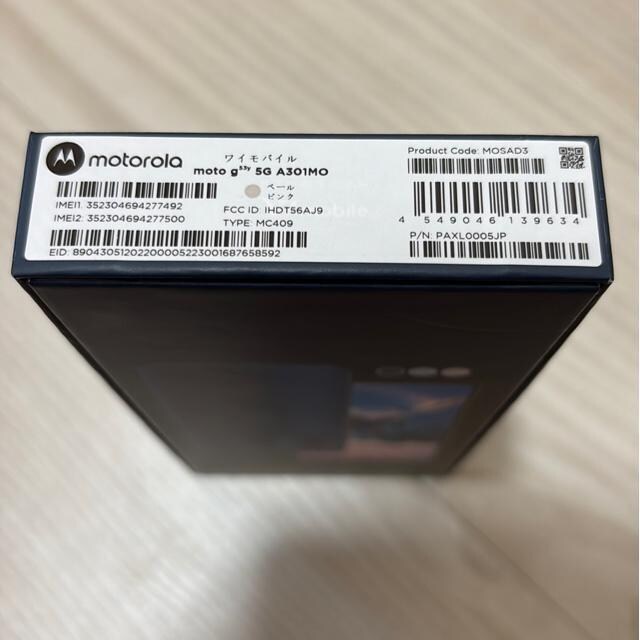 motorola
ワイモバイル
moto g53y 5G A301MO
ペール
ピンク
IMEI1: 352304694277492
IMEI2: 352304694277500
FCC ID: IHDT56AJ9
TYPE: MC409
EID: 89043051202200005223001687658592
Product Code: MOSAD3
4 549046 139634
P/N: PAXL0005JP